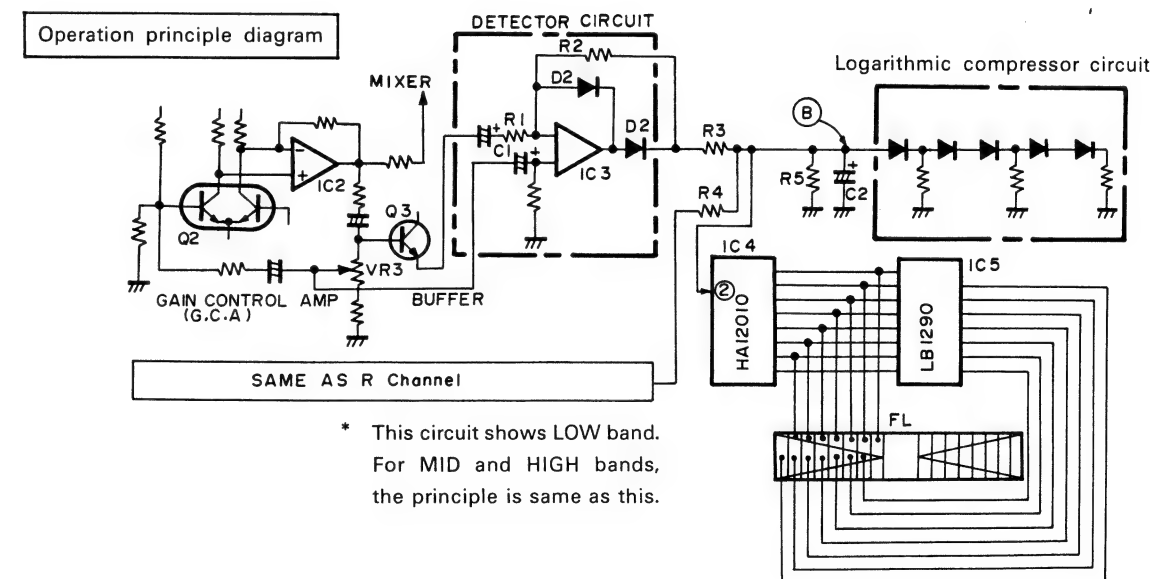 Operation principle diagram
DETECTOR CIRCUIT
R2
D2
MIXER
R1
C1
D2
IC3
IC2
Q2
Q3
VR3
GAIN CONTROL AMP
(G.C.A)
BUFFER
R3
R4
B
R5
C2
Logarithmic compressor circuit
IC4
2
HA12010
IC5
LB1290
FL
SAME AS R Channel
* This circuit shows LOW band.
For MID and HIGH bands,
the principle is same as this.